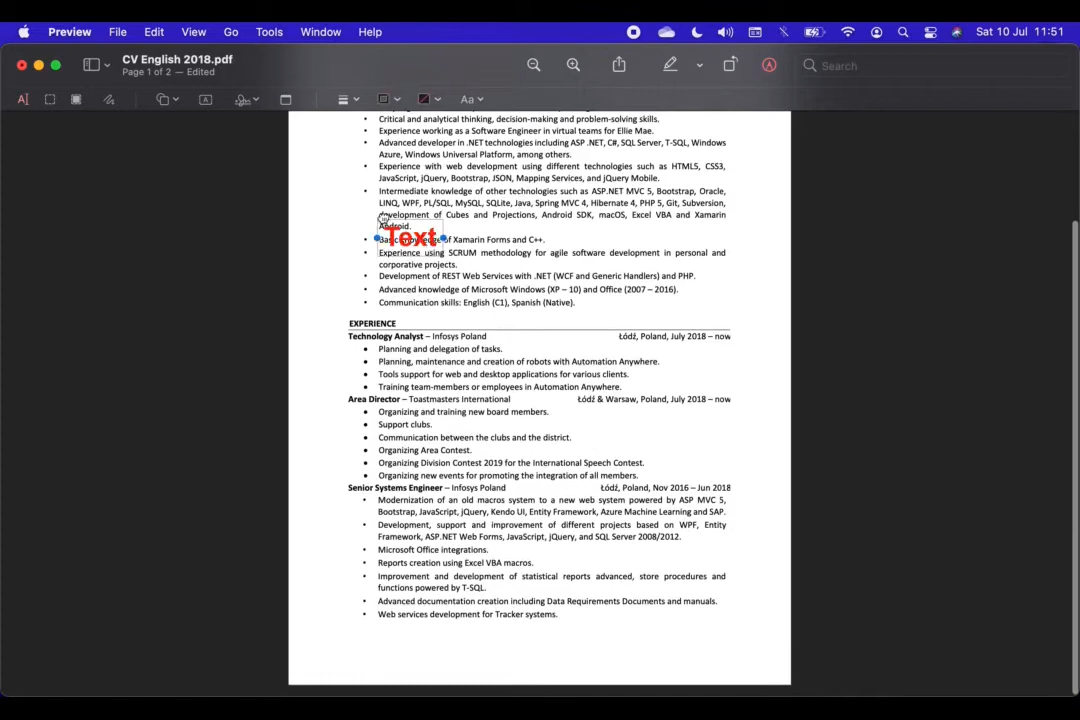 Preview File Edit View Go Tools Window Help Sat 10 Jul 11:51
CV English 2018.pdf
Page 1 of 2 — Edited
Search
Aa
Critical and analytical thinking, decision-making and problem-solving skills.
Experience working as a Software Engineer in virtual teams for Ellie Mae.
Advanced developer in .NET technologies including ASP .NET, C#, SQL Server, T-SQL, Windows
Azure, Windows Universal Platform, among others.
Experience with web development using different technologies such as HTML5, CSS3,
JavaScript, jQuery, Bootstrap, JSON, Mapping Services, and jQuery Mobile.
Intermediate knowledge of other technologies such as ASP.NET MVC 5, Bootstrap, Oracle,
LINQ, WPF, PL/SQL, MySQL, SQLite, Java, Spring MVC 4, Hibernate 4, PHP 5, Git, Subversion,
development of Cubes and Projections, Android SDK, macOS, Excel VBA and Xamarin
Android.
Text
Basic knowledge of Xamarin Forms and C++.
Experience using SCRUM methodology for agile software development in personal and
corporative projects.
Development of REST Web Services with .NET (WCF and Generic Handlers) and PHP.
Advanced knowledge of Microsoft Windows (XP – 10) and Office (2007 – 2016).
Communication skills: English (C1), Spanish (Native).
EXPERIENCE
Technology Analyst – Infosys Poland Łódź, Poland, July 2018 – now
Planning and delegation of tasks.
Planning, maintenance and creation of robots with Automation Anywhere.
Tools support for web and desktop applications for various clients.
Training team-members or employees in Automation Anywhere.
Area Director – Toastmasters International Łódź & Warsaw, Poland, July 2018 – now
Organizing and training new board members.
Support clubs.
Communication between the clubs and the district.
Organizing Area Contest.
Organizing Division Contest 2019 for the International Speech Contest.
Organizing new events for promoting the integration of all members.
Senior Systems Engineer – Infosys Poland Łódź, Poland, Nov 2016 – Jun 2018
Modernization of an old macros system to a new web system powered by ASP MVC 5,
Bootstrap, JavaScript, jQuery, Kendo UI, Entity Framework, Azure Machine Learning and SAP.
Development, support and improvement of different projects based on WPF, Entity
Framework, ASP.NET Web Forms, JavaScript, jQuery, and SQL Server 2008/2012.
Microsoft Office integrations.
Reports creation using Excel VBA macros.
Improvement and development of statistical reports advanced, store procedures and
functions powered by T-SQL.
Advanced documentation creation including Data Requirements Documents and manuals.
Web services development for Tracker systems.